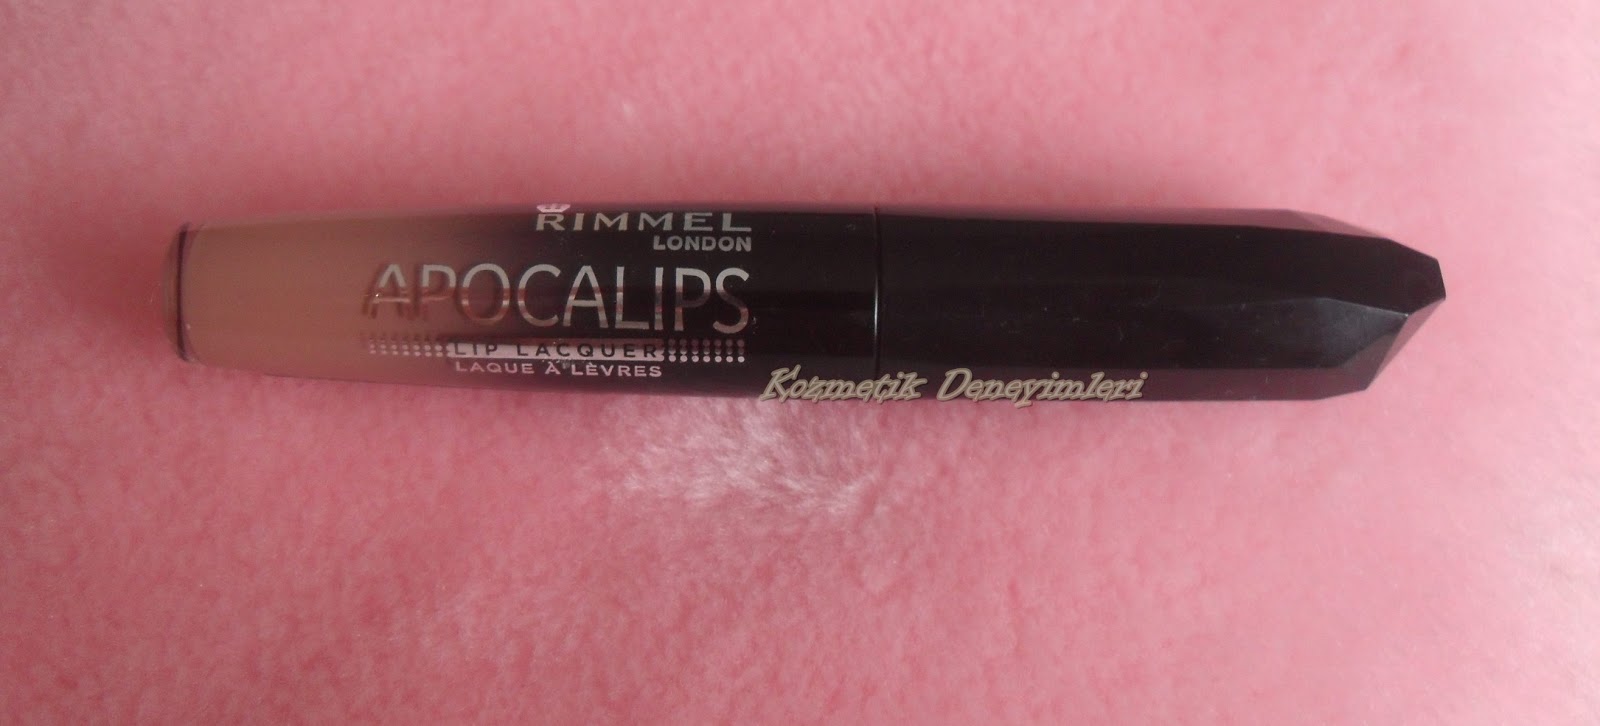 RIMMEL
LONDON
APOCALIPS
LIP LACQUER
LAQUE À LÈVRES
Kozmetik Deneyimleri